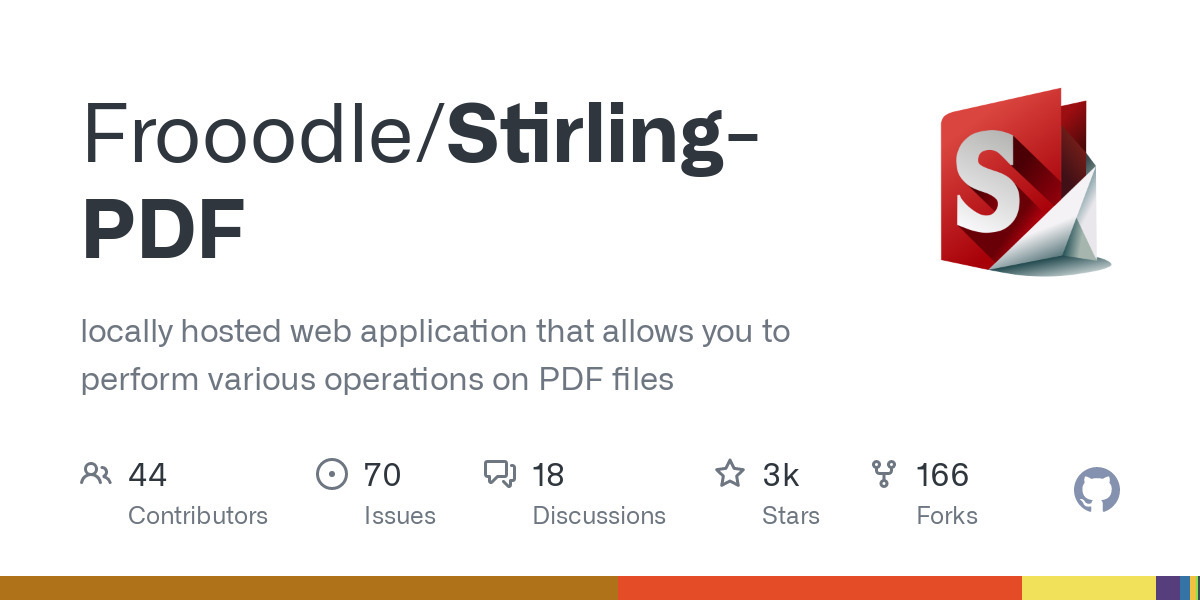 Frooodle/Stirling-
PDF
S
locally hosted web application that allows you to
perform various operations on PDF files
44
Contributors
70
Issues
18
Discussions
3k
Stars
166
Forks